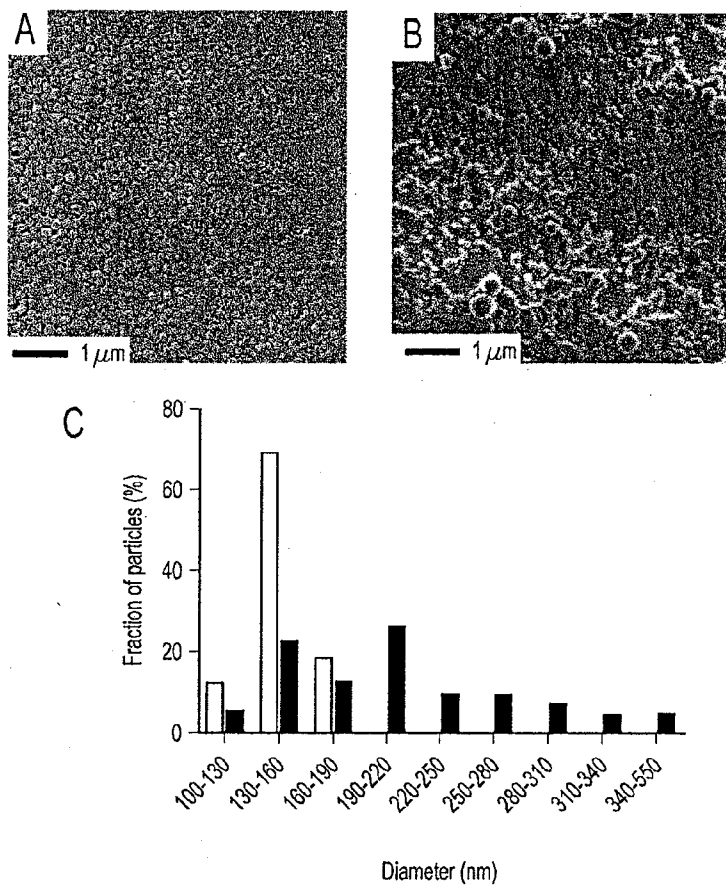 A
B
1 μm
1 μm
C
Fraction of particles (%)
80
60
40
20
0
100-130
130-160
160-190
190-220
220-250
250-280
280-310
310-340
340-550
Diameter (nm)